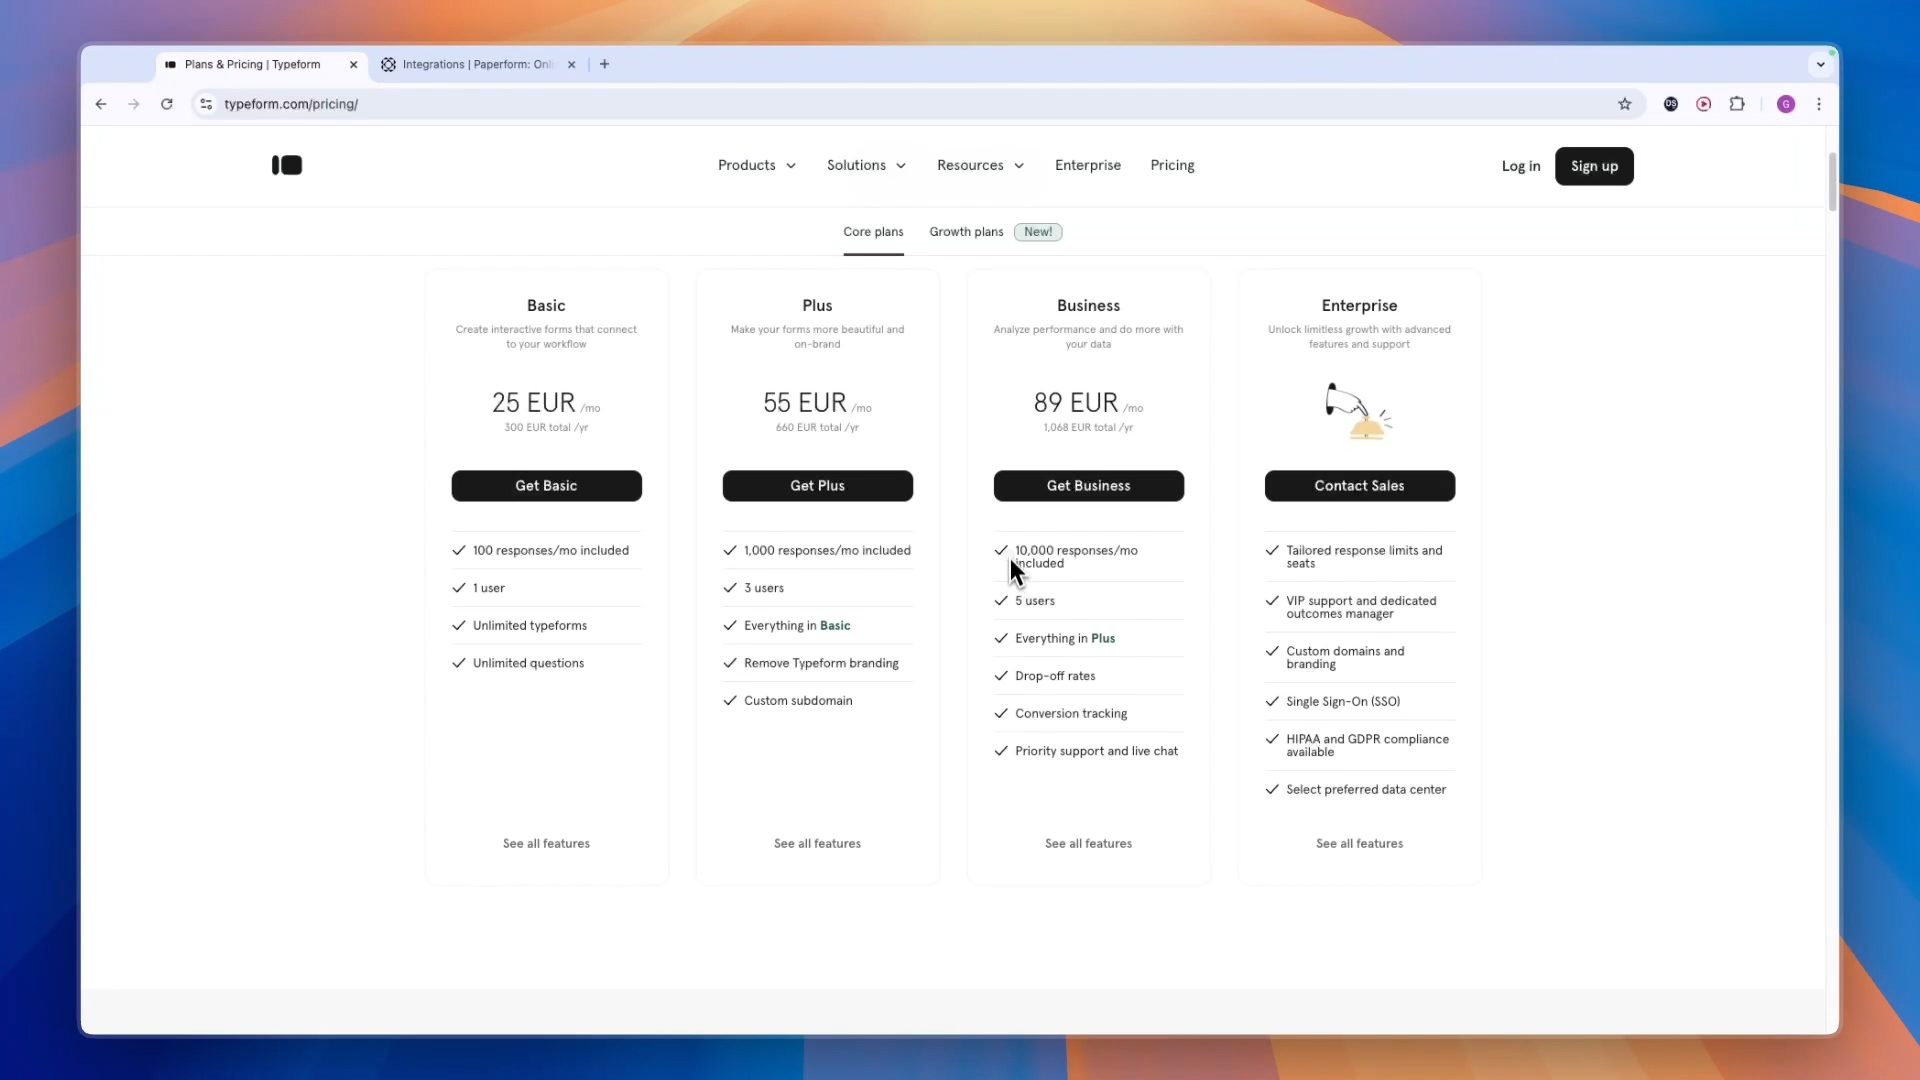 Plans & Pricing | Typeform
Integrations | Paperform: Onli
typeform.com/pricing/
DS
G
Products
Solutions
Resources
Enterprise
Pricing
Log in
Sign up
Core plans
Growth plans
New!
Basic
Create interactive forms that connect
to your workflow
25 EUR /mo
300 EUR total /yr
Get Basic
100 responses/mo included
1 user
Unlimited typeforms
Unlimited questions
See all features
Plus
Make your forms more beautiful and
on-brand
55 EUR /mo
660 EUR total /yr
Get Plus
1,000 responses/mo included
3 users
Everything in Basic
Remove Typeform branding
Custom subdomain
See all features
Business
Analyze performance and do more with
your data
89 EUR /mo
1,068 EUR total /yr
Get Business
10,000 responses/mo
included
5 users
Everything in Plus
Drop-off rates
Conversion tracking
Priority support and live chat
See all features
Enterprise
Unlock limitless growth with advanced
features and support
Contact Sales
Tailored response limits and
seats
VIP support and dedicated
outcomes manager
Custom domains and
branding
Single Sign-On (SSO)
HIPAA and GDPR compliance
available
Select preferred data center
See all features